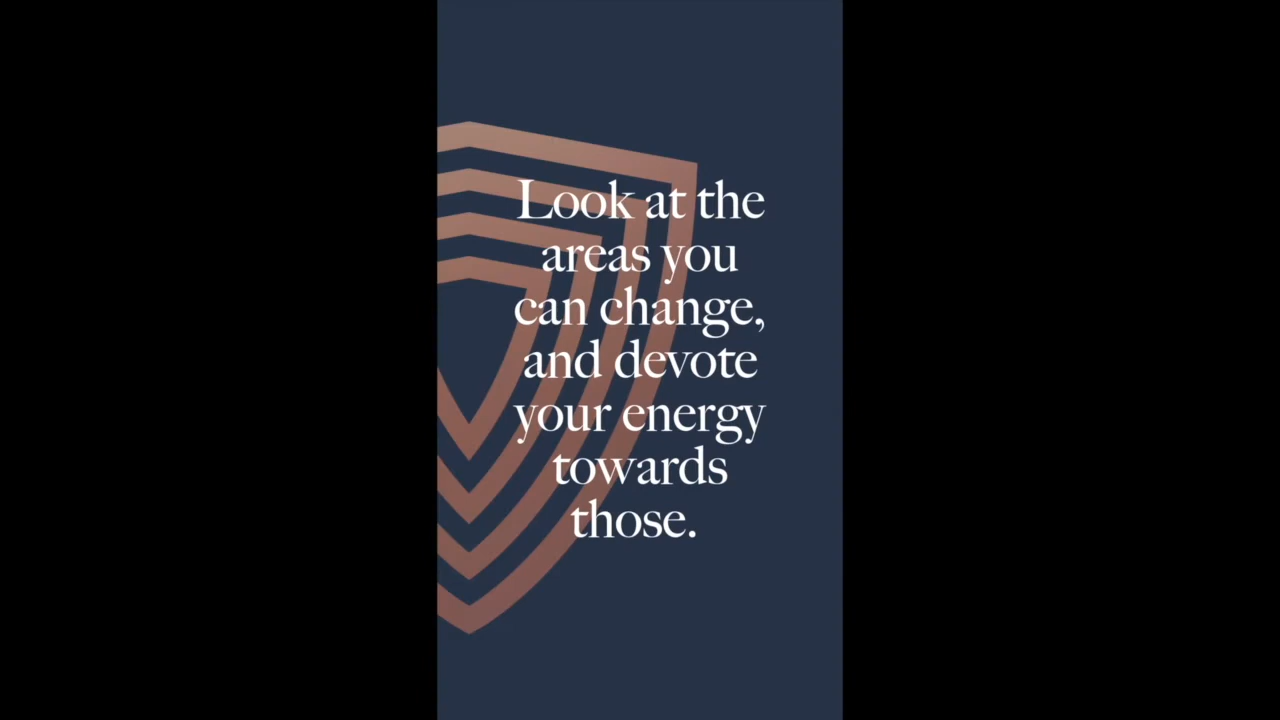 Look at the
areas you
can change,
and devote
your energy
towards
those.